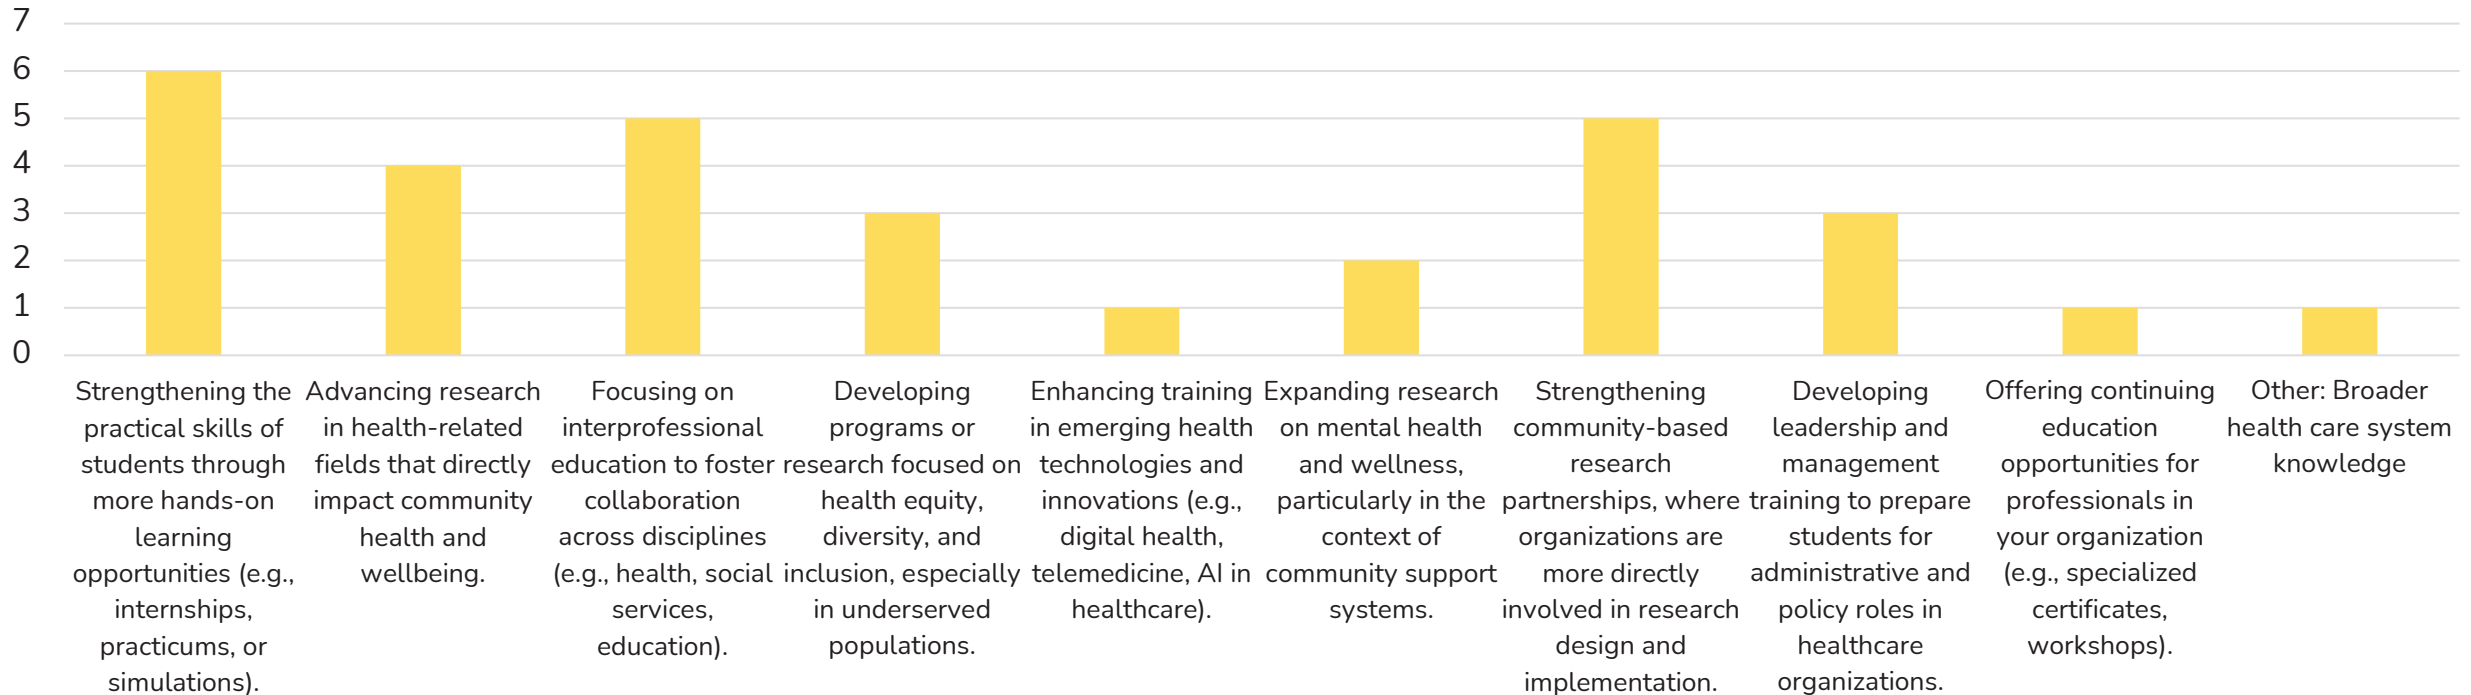 7
6
5
4
3
2
1
0
Strengthening the
practical skills of
students through
more hands-on
learning
opportunities (e.g.,
internships,
practicums, or
simulations).
Advancing research
in health-related
fields that directly
impact community
health and
wellbeing.
Focusing on
interprofessional
education to foster
collaboration
across disciplines
(e.g., health, social
services,
education).
Developing
programs or
research focused on
health equity,
diversity, and
inclusion, especially
in underserved
populations.
Enhancing training
in emerging health
technologies and
innovations (e.g.,
digital health,
telemedicine, AI in
healthcare).
Expanding research
on mental health
and wellness,
particularly in the
context of
community support
systems.
Strengthening
community-based
research
partnerships, where
organizations are
more directly
involved in research
design and
implementation.
Developing
leadership and
management
training to prepare
students for
administrative and
policy roles in
healthcare
organizations.
Offering continuing
education
opportunities for
professionals in
your organization
(e.g., specialized
certificates,
workshops).
Other: Broader
health care system
knowledge